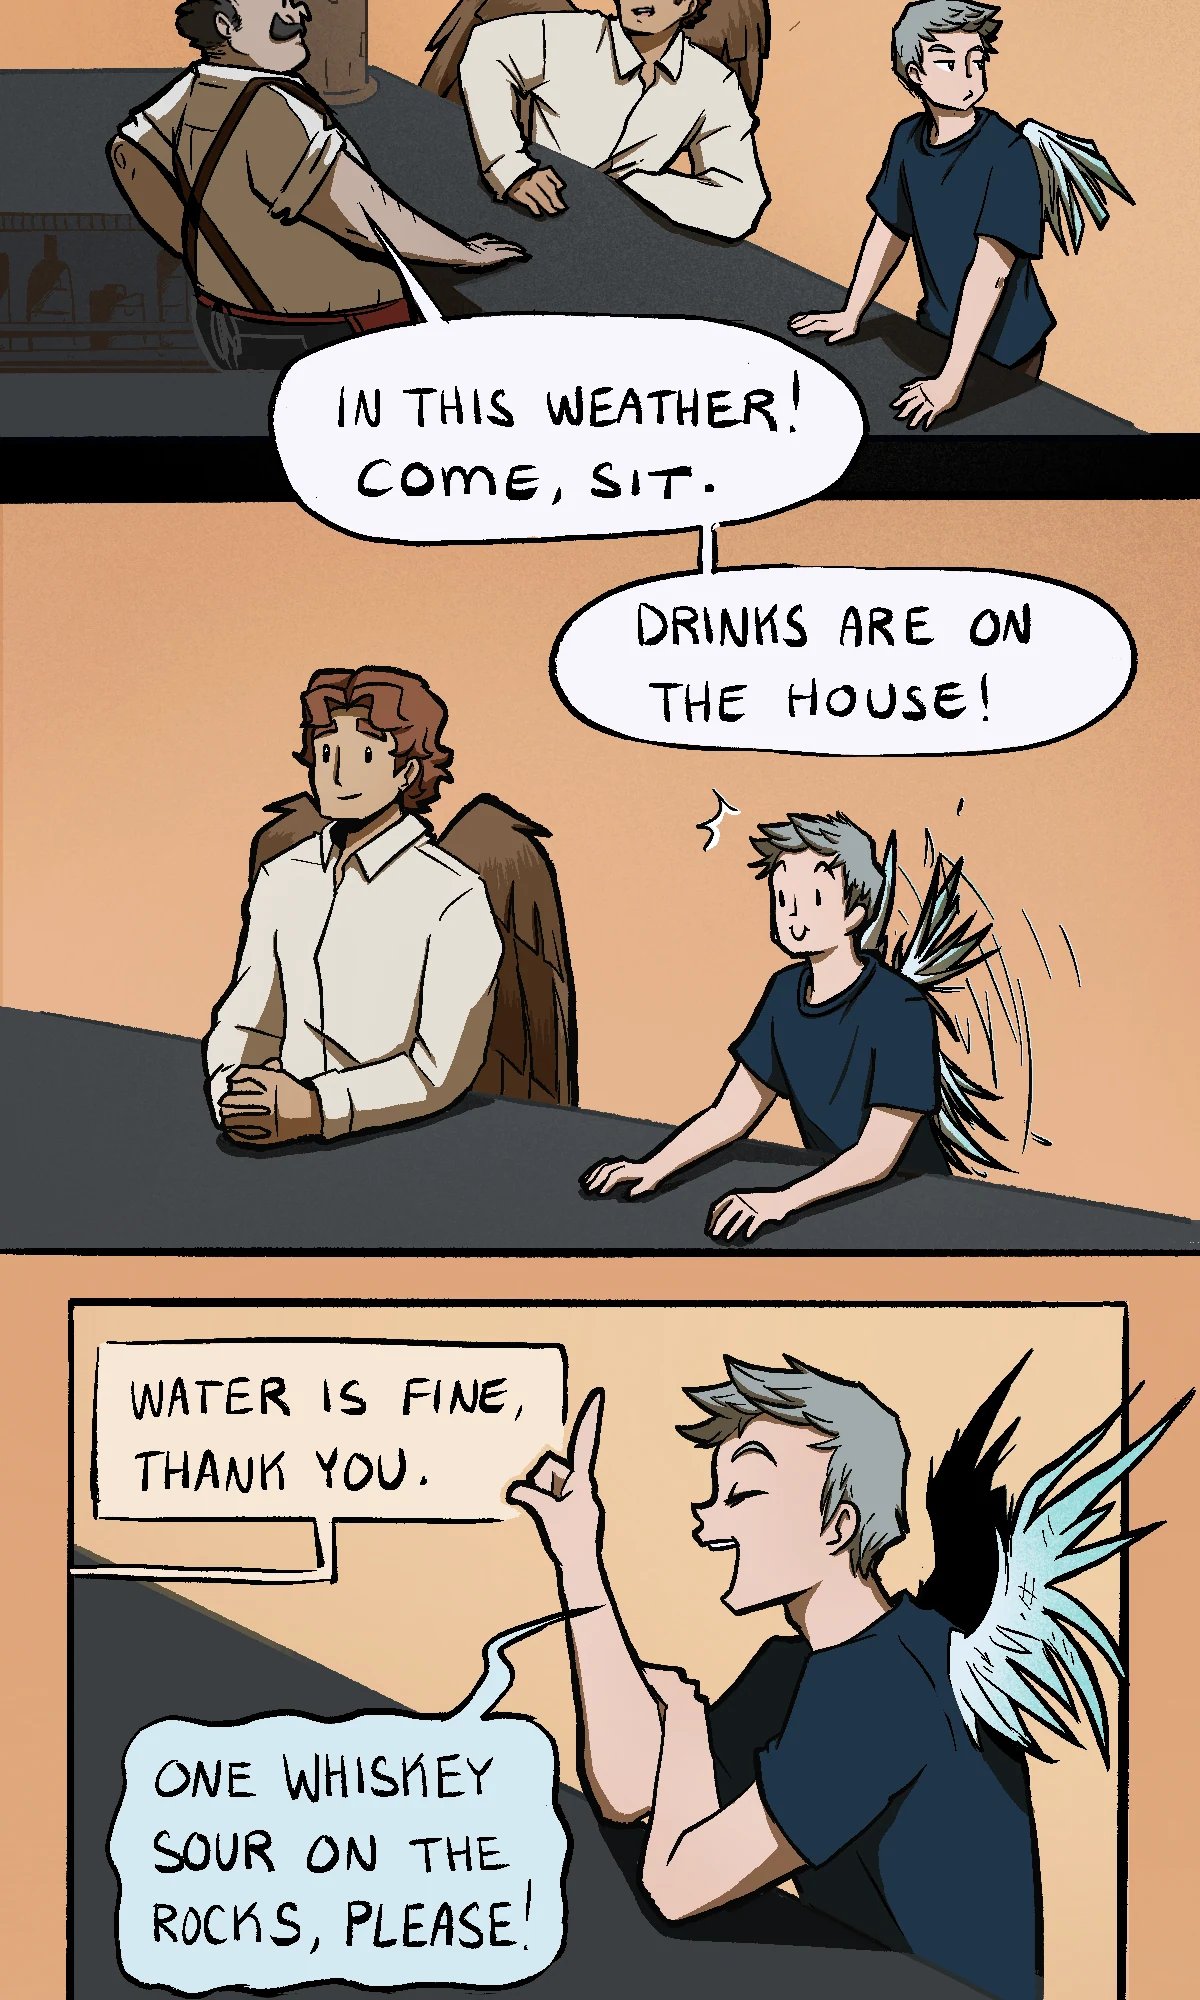 IN THIS WEATHER!
COME, SIT.
DRINKS ARE ON
THE HOUSE!
WATER IS FINE,
THANK YOU.
ONE WHISKEY
SOUR ON THE
ROCKS, PLEASE!